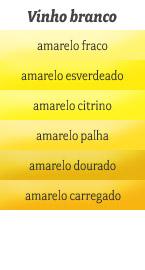 Vinho branco
amarelo fraco
amarelo esverdeado
amarelo citrino
amarelo palha
amarelo dourado
amarelo carregado